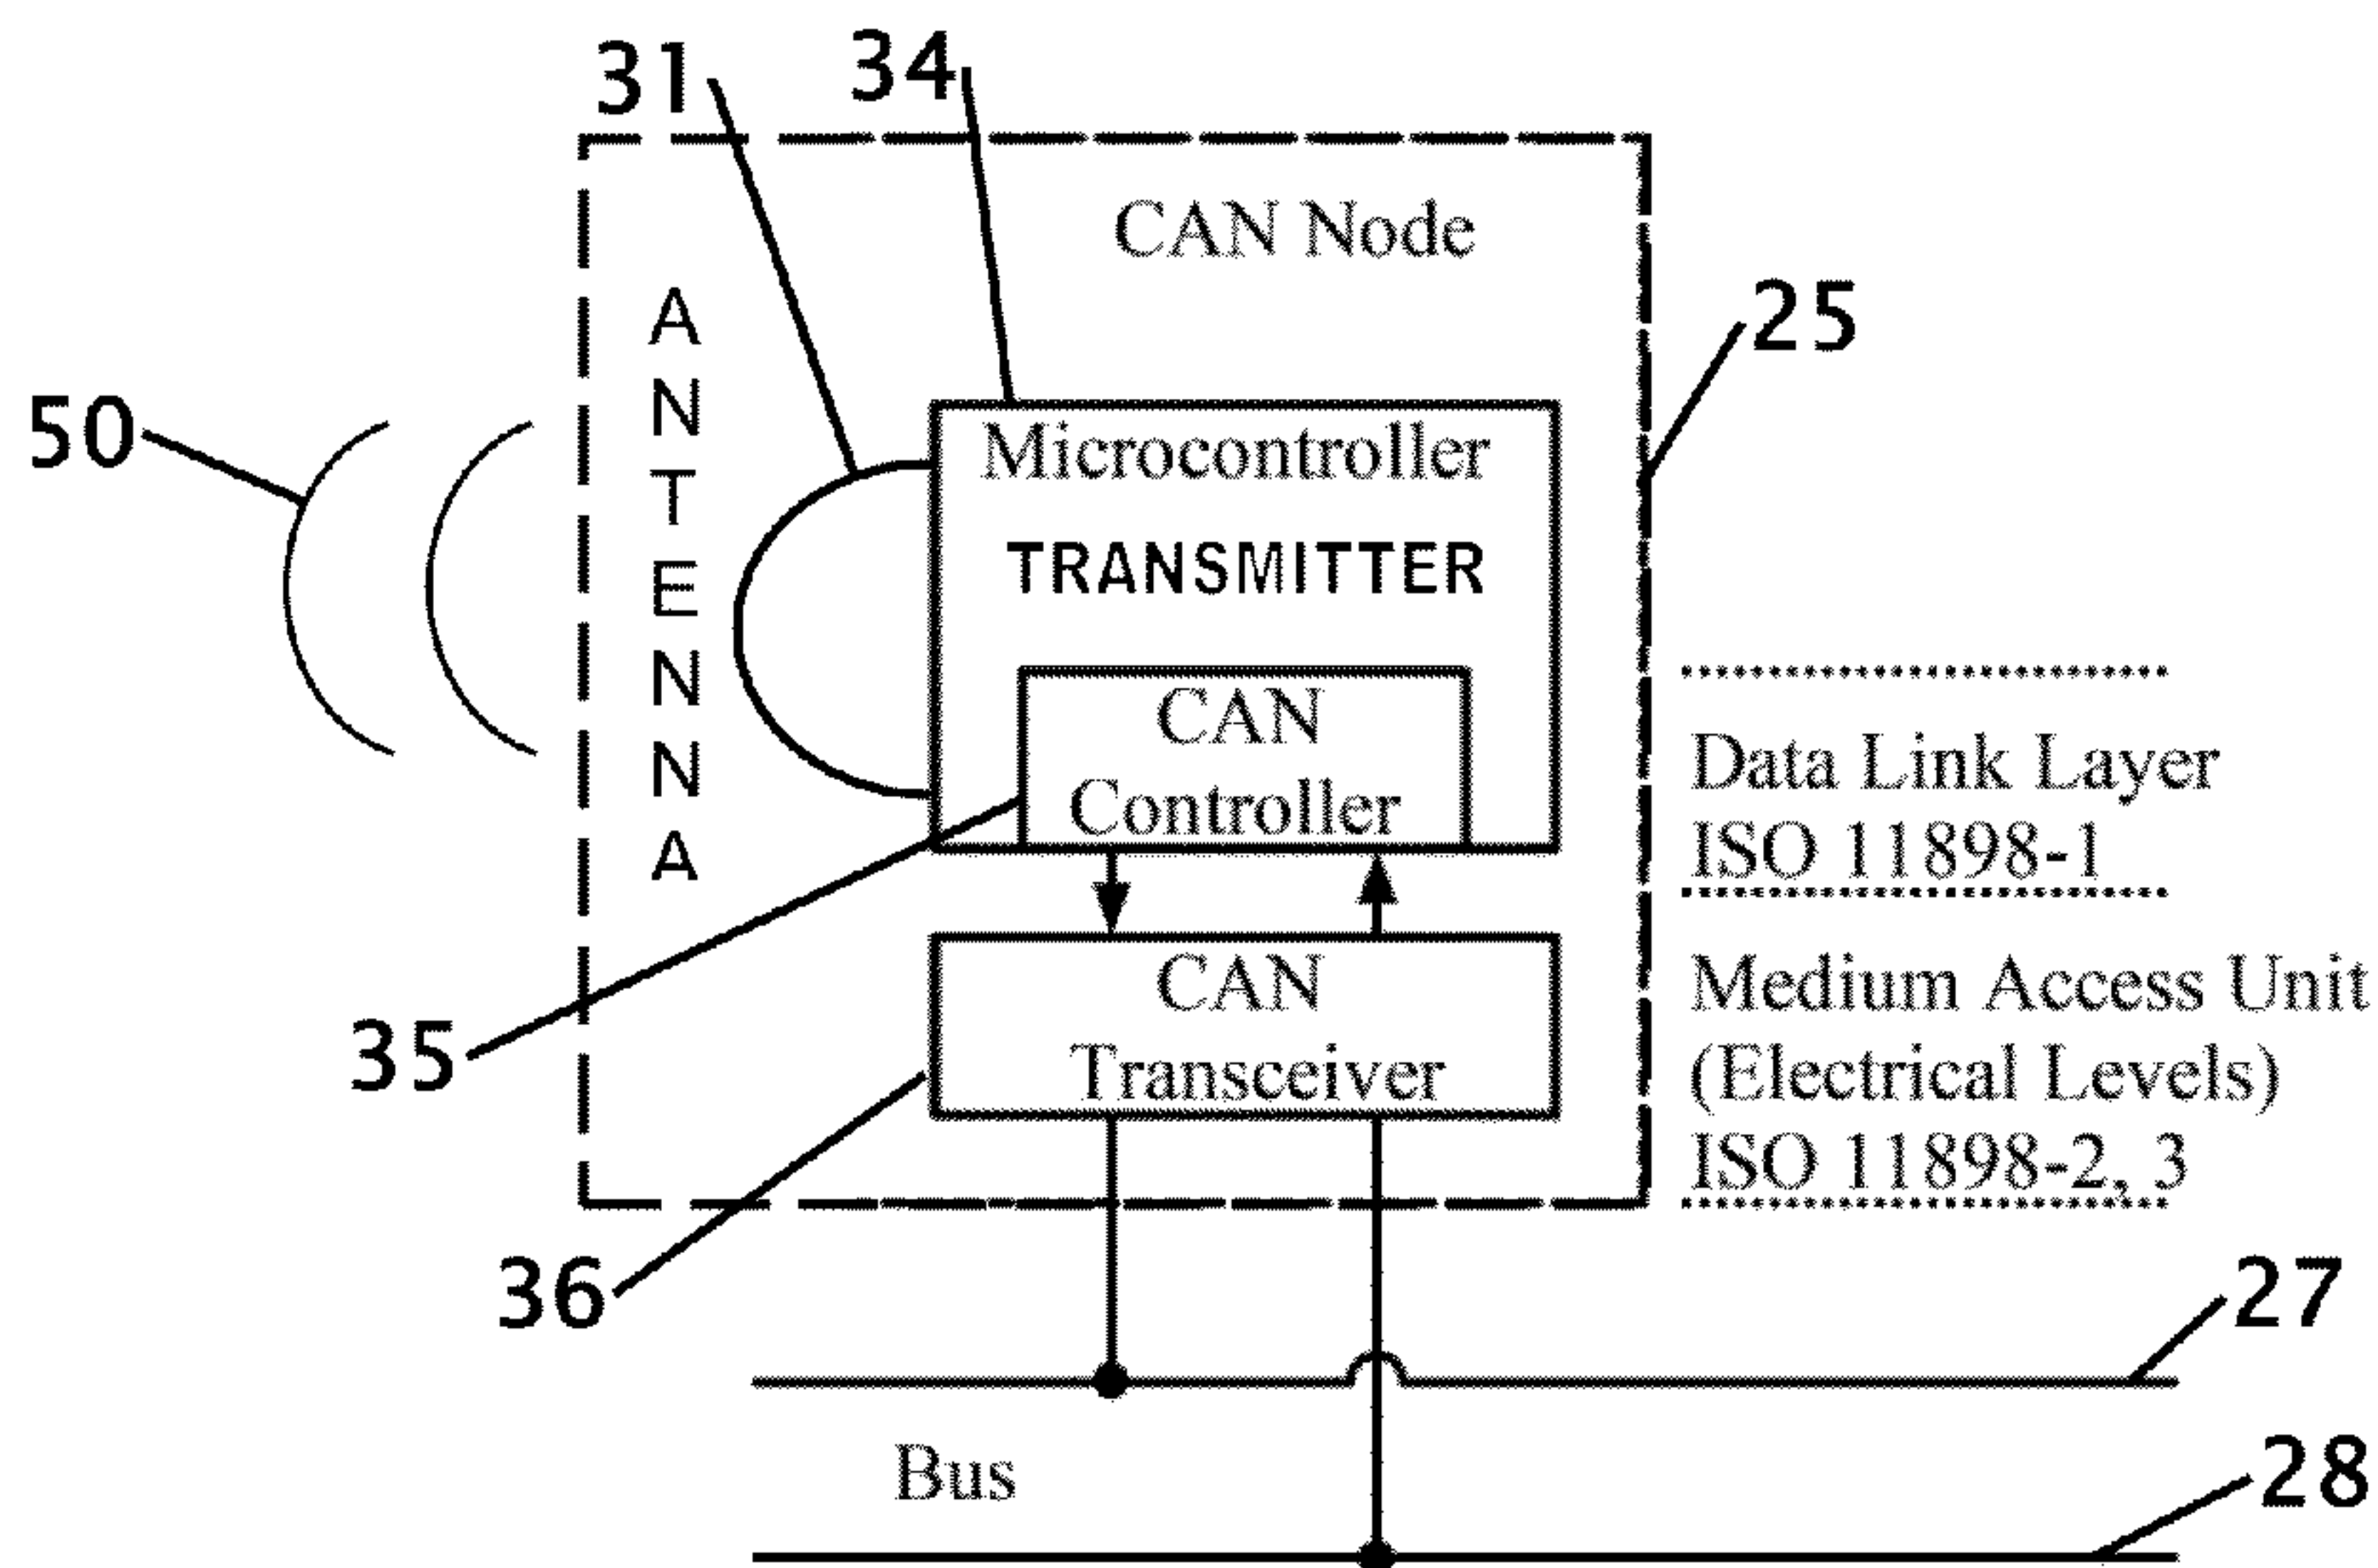 31
34
CAN Node
25
ANTENNA
50
Microcontroller
TRANSMITTER
CAN
Controller
Data Link Layer
ISO 11898-1
CAN
Transceiver
Medium Access Unit
(Electrical Levels)
ISO 11898-2, 3
35
36
27
Bus
28